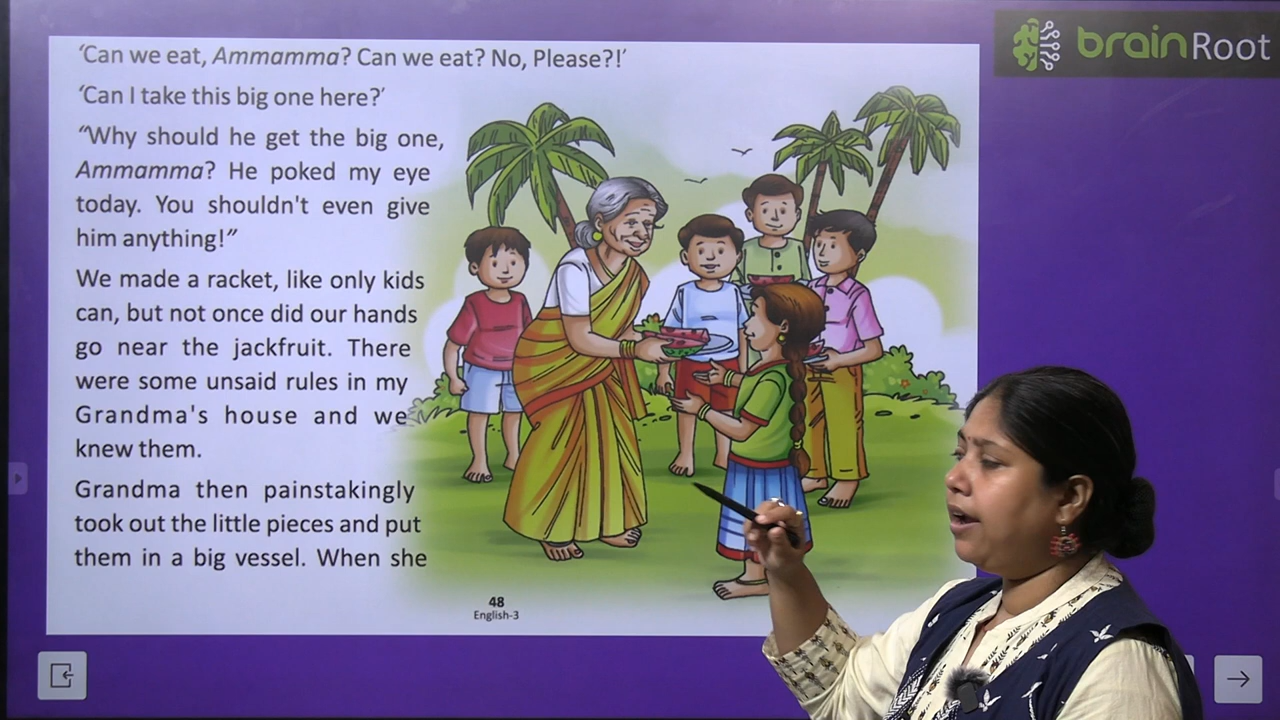 ‘Can we eat, Ammamma? Can we eat? No, Please?!’
‘Can I take this big one here?’
“Why should he get the big one,
Ammamma? He poked my eye
today. You shouldn't even give
him anything!”
We made a racket, like only kids
can, but not once did our hands
go near the jackfruit. There
were some unsaid rules in my
Grandma's house and we
knew them.
Grandma then painstakingly
took out the little pieces and put
them in a big vessel. When she
48
English-3
brainRoot